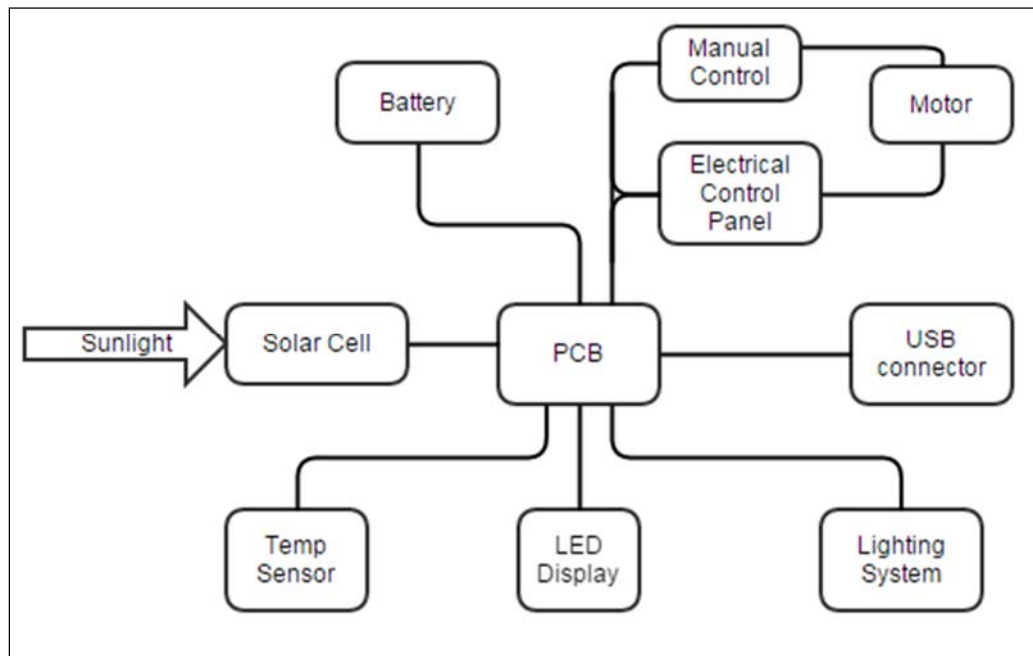 Manual
Control
Battery
Motor
Electrical
Control
Panel
Sunlight
Solar Cell
PCB
USB
connector
Temp
Sensor
LED
Display
Lighting
System